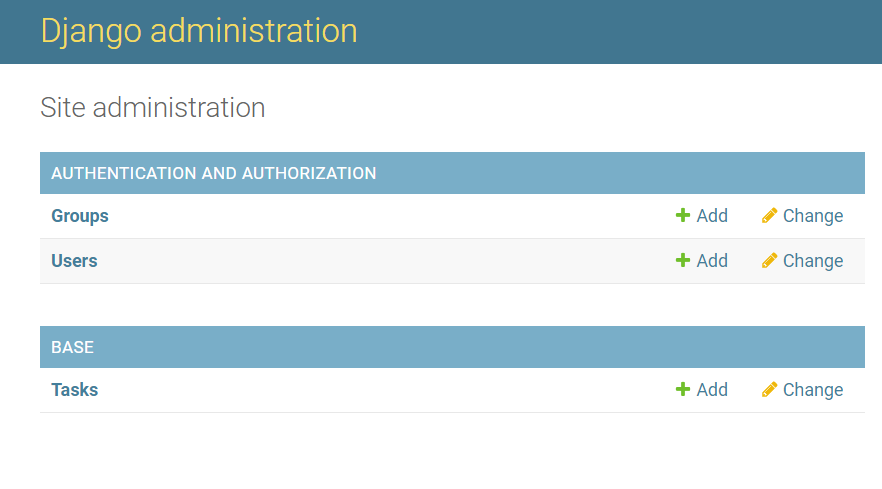 Django administration
Site administration
AUTHENTICATION AND AUTHORIZATION
Groups Add Change
Users Add Change
BASE
Tasks Add Change